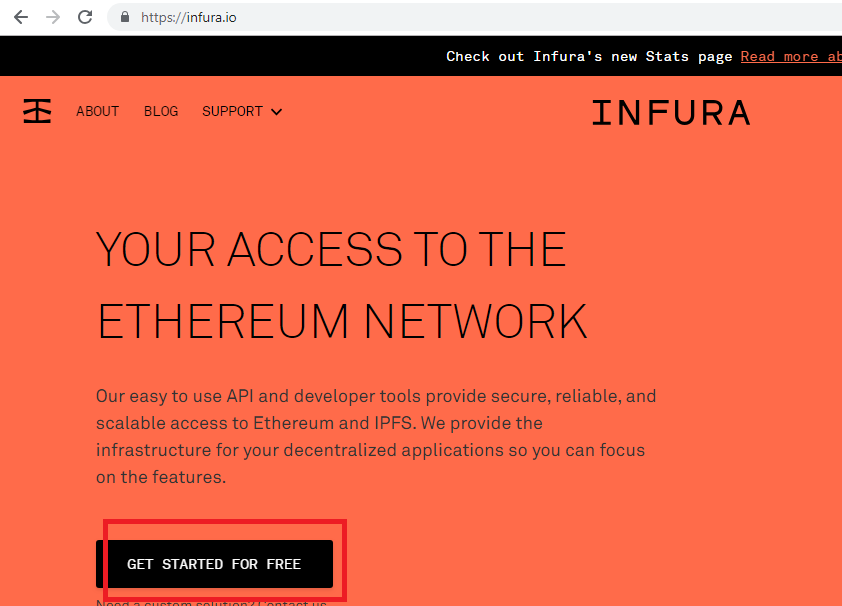 https://infura.io
Check out Infura's new Stats page Read more ab
ABOUT BLOG SUPPORT
INFURA
YOUR ACCESS TO THE
ETHEREUM NETWORK
Our easy to use API and developer tools provide secure, reliable, and
scalable access to Ethereum and IPFS. We provide the
infrastructure for your decentralized applications so you can focus
on the features.
GET STARTED FOR FREE
Need a custom solution? Contact us